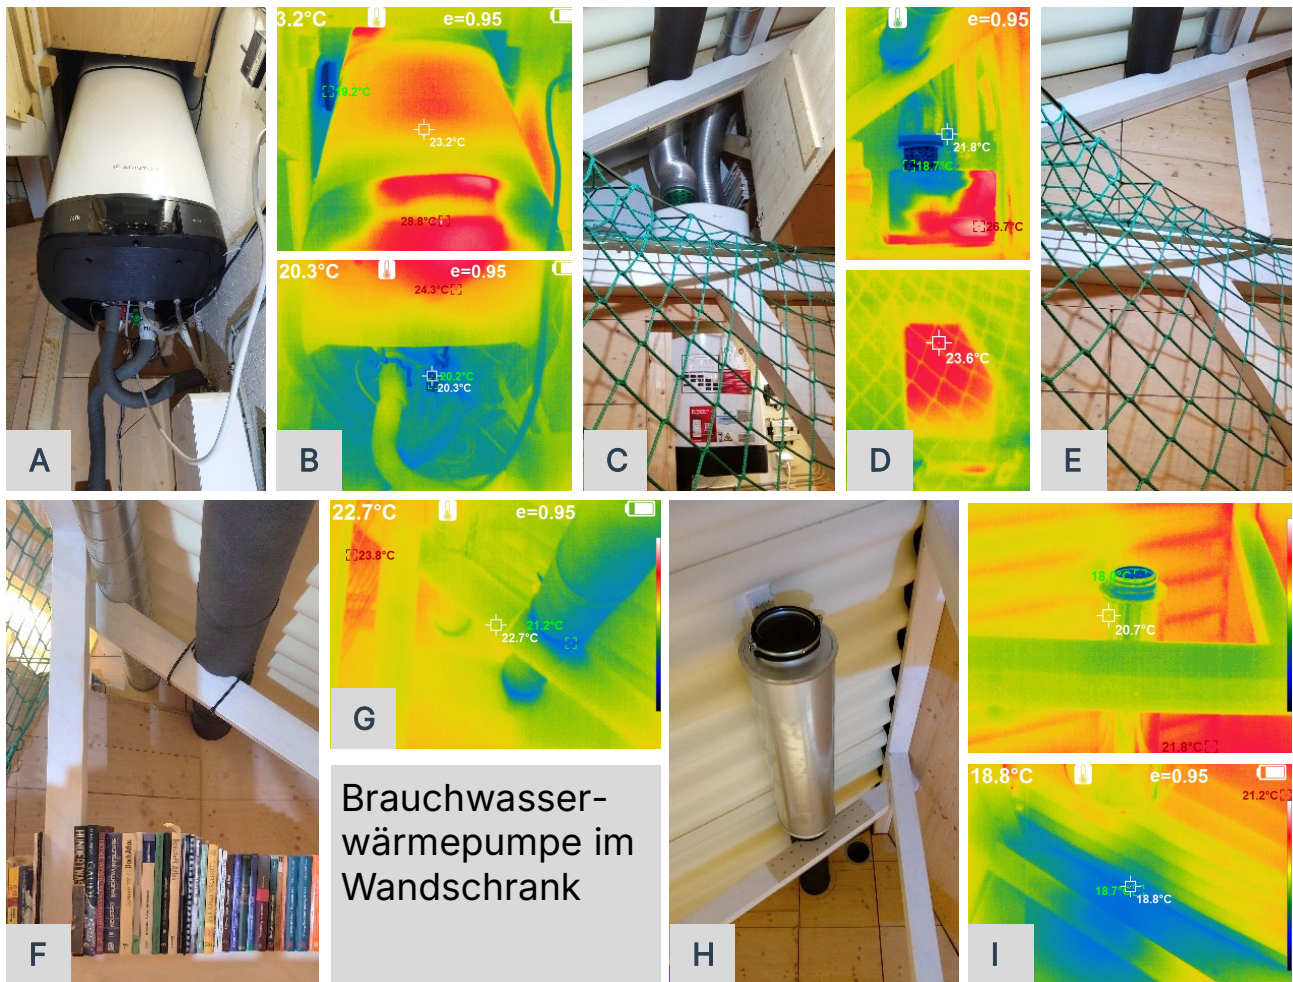 A
3.2°C
e=0.95
19.2°C
23.2°C
28.8°C
20.3°C
e=0.95
24.3°C
20.2°C
20.3°C
B
C
e=0.95
21.8°C
18.7°C
26.7°C
23.6°C
D
E
F
22.7°C
e=0.95
23.8°C
21.2°C
22.7°C
G
Brauchwasser-
wärmepumpe im
Wandschrank
H
20.7°C
21.8°C
18.8°C
e=0.95
21.2°C
18.7°
18.8°C
I